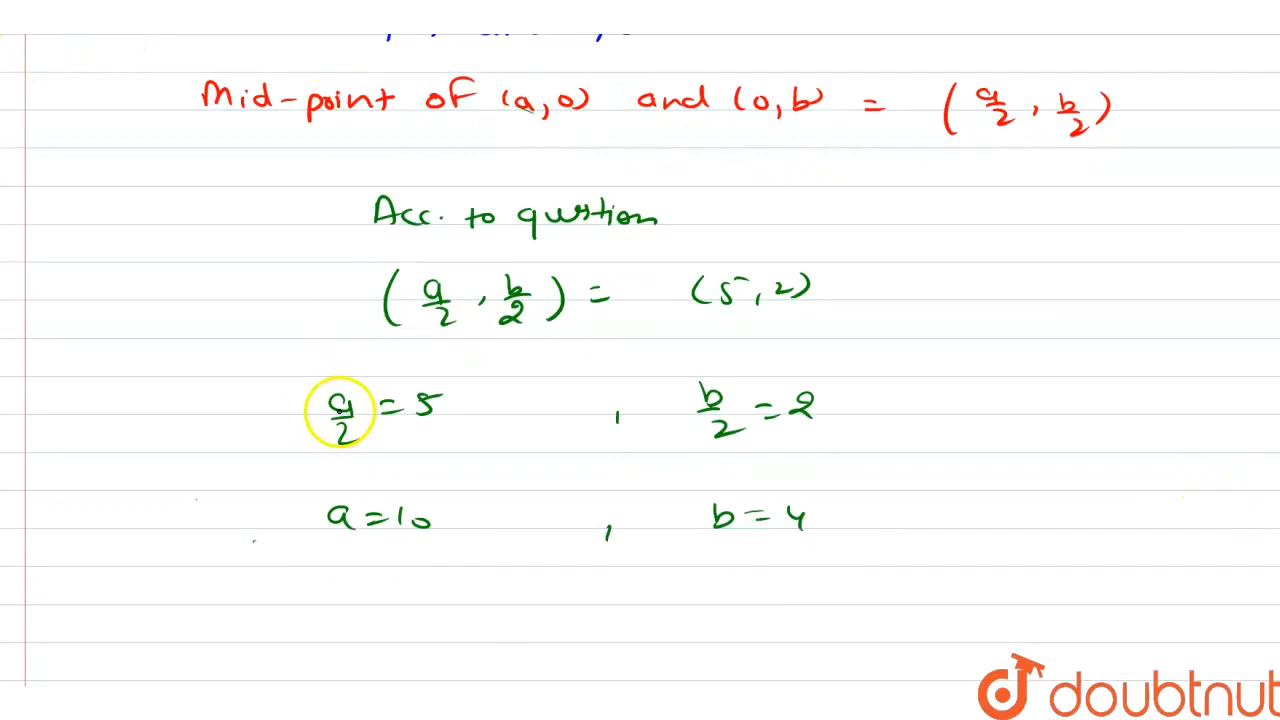 Mid-point of (a,0) and (0,b) = (a/2, b/2)
Acc. to question
(a/2, b/2) = (5,2)
a/2 = 5 , b/2 = 2
a=10 , b=4
doubtnut